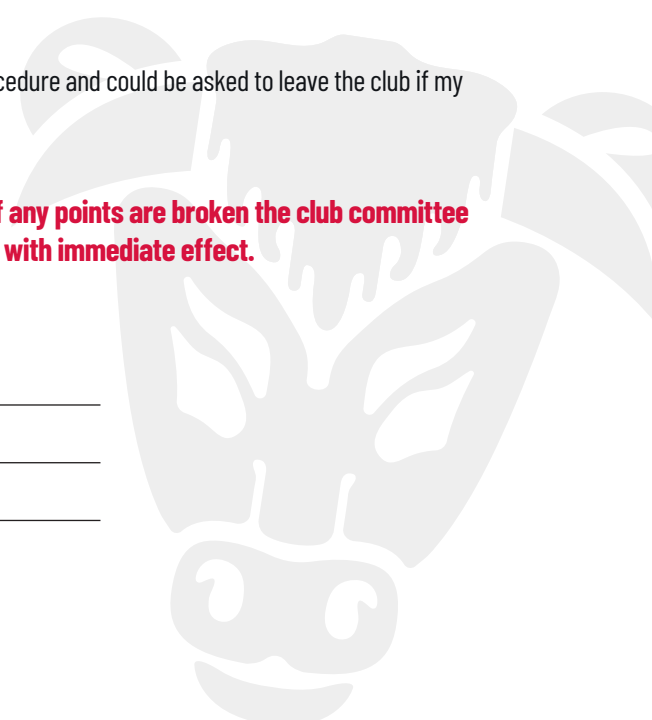 cedure and could be asked to leave the club if my
f any points are broken the club committee
with immediate effect.